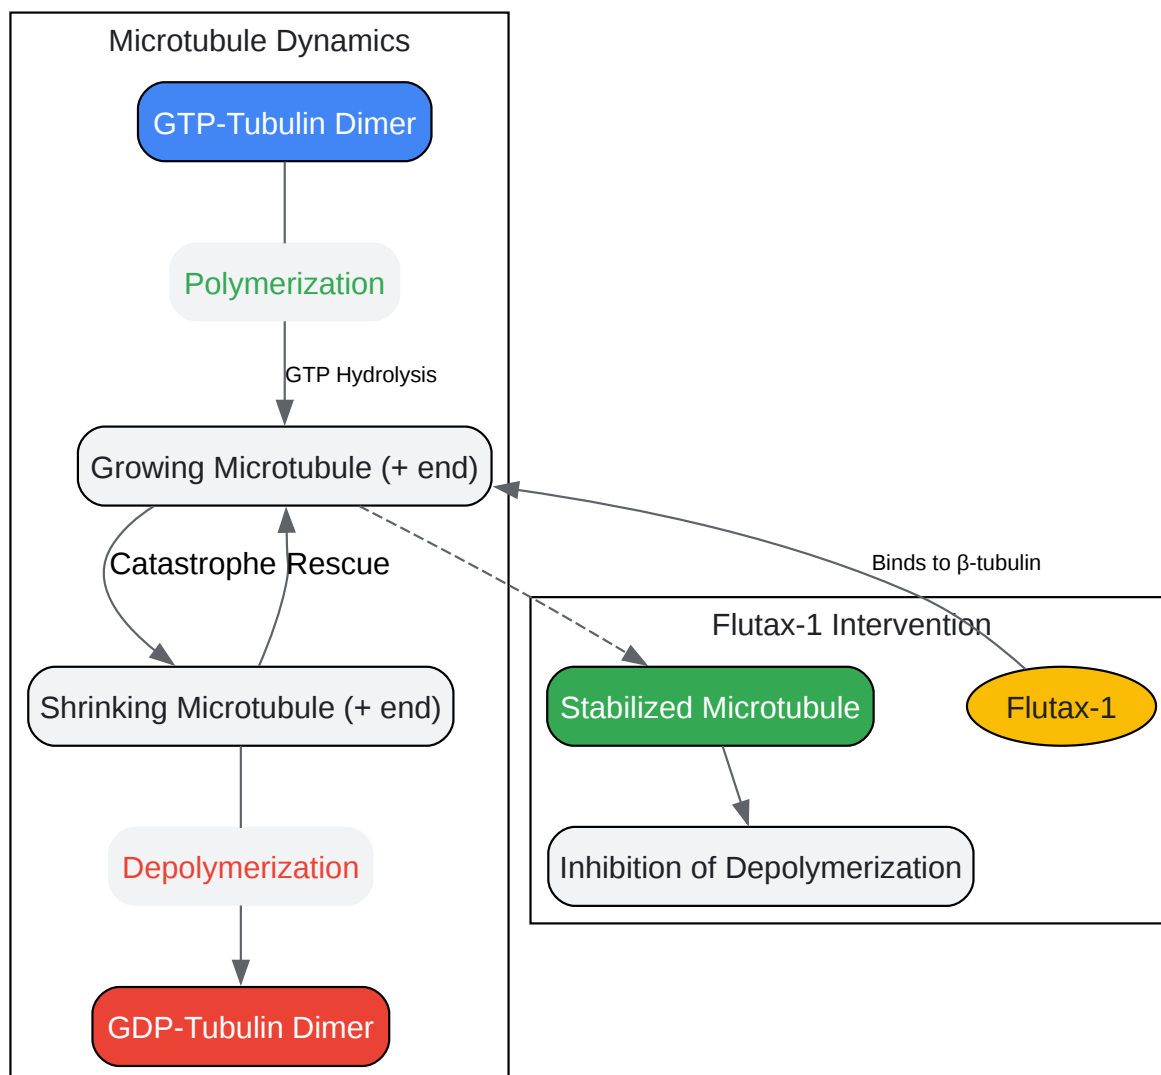 Microtubule Dynamics
GTP-Tubulin Dimer
Polymerization
GTP Hydrolysis
Growing Microtubule (+ end)
Catastrophe
Rescue
Shrinking Microtubule (+ end)
Depolymerization
GDP-Tubulin Dimer
Binds to β-tubulin
Flutax-1 Intervention
Stabilized Microtubule
Flutax-1
Inhibition of Depolymerization